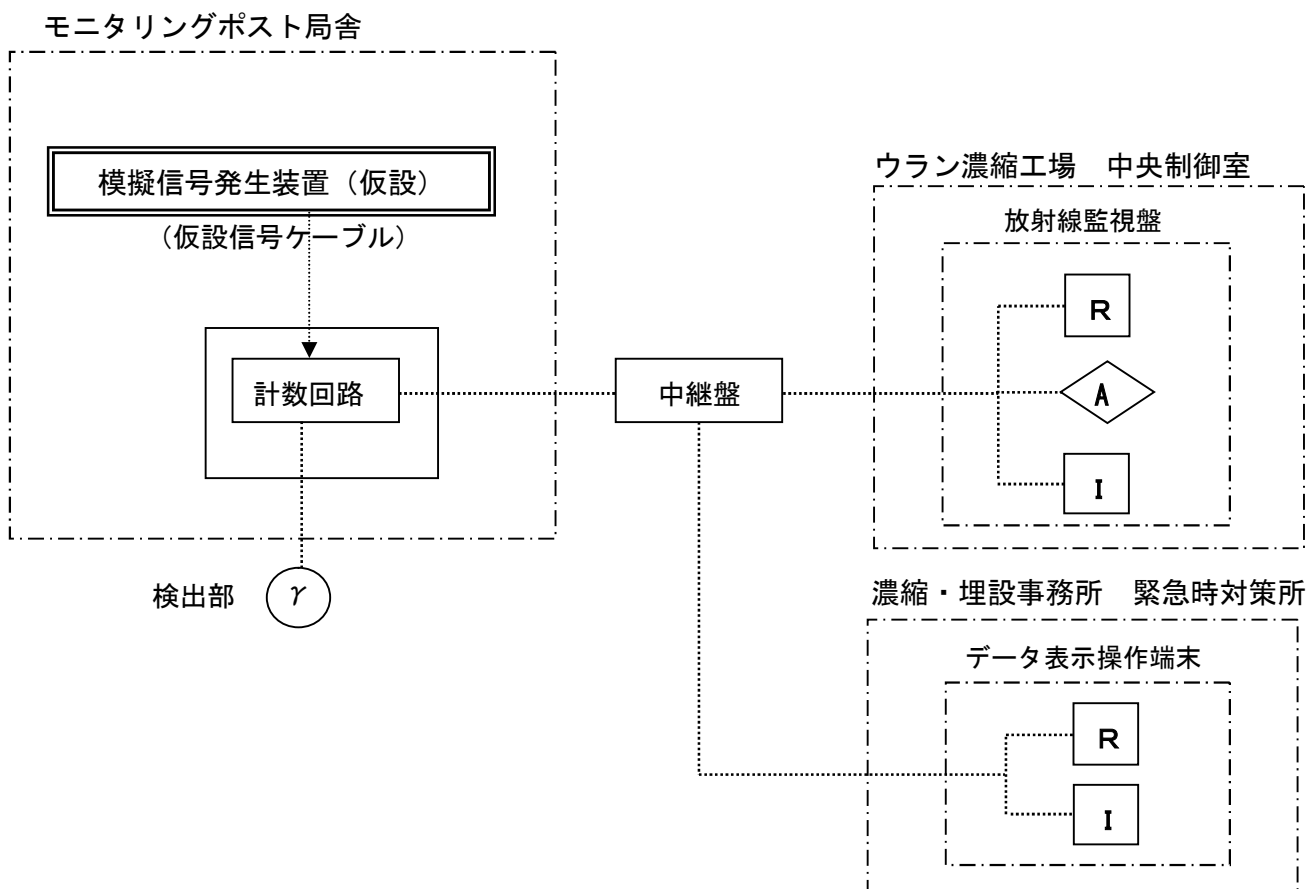 モニタリングポスト局舎
模擬信号発生装置（仮設）
（仮設信号ケーブル）
計数回路
検出部
γ
中継盤
ウラン濃縮工場　中央制御室
放射線監視盤
R
A
I
濃縮・埋設事務所　緊急時対策所
データ表示操作端末
R
I